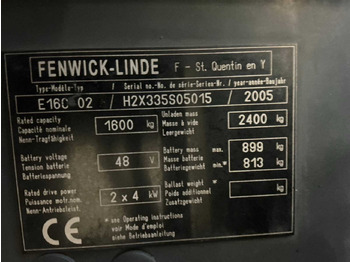 FENWICK-LINDE F - St. Quentin en Y
Type-Modèle-Typ / Serial no.-No. de série-Serien-Nr. / year-année-Baujahr
E16C 02 / H2X335S05015 / 2005
Rated capacity
Capacité nominale 1600 kg
Nenn-Tragfähigkeit
Unladen mass
Masse à vide 2400 kg
Leergewicht
Battery voltage
Tension batterie 48 V
Batteriespannung
Battery mass max. 899 kg
Masse batterie
Batteriegewicht min. 813 kg
Rated drive power
Puissance motr.nom 2 x 4 kW
Nenn-Antriebsleist.
Ballast weight kg
Poids additionnel
Zusatzgewicht
* see Operating Instructions
voir Mode d'emploi
siehe Betriebsanleitung
CE